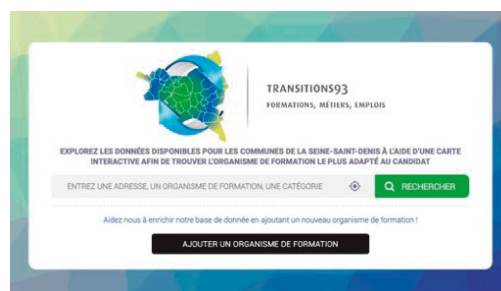 TRANSITIONS93
FORMATIONS, MÉTIERS, EMPLOIS
EXPLOREZ LES DONNÉES DISPONIBLES POUR LES COMMUNES DE LA SEINE-SAINT-DENIS À L'AIDE D'UNE CARTE
INTERACTIVE AFIN DE TROUVER L'ORGANISME DE FORMATION LE PLUS ADAPTÉ AU CANDIDAT
ENTREZ UNE ADRESSE, UN ORGANISME DE FORMATION, UNE CATÉGORIE
RECHERCHER
Aidez nous à enrichir notre base de donnée en ajoutant un nouveau organisme de formation !
AJOUTER UN ORGANISME DE FORMATION